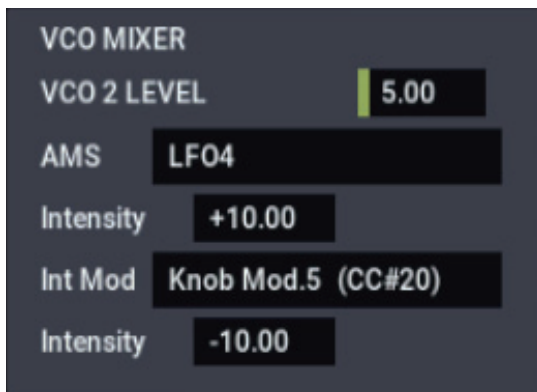 VCO MIXER
VCO 2 LEVEL 5.00
AMS LFO4
Intensity +10.00
Int Mod Knob Mod.5 (CC#20)
Intensity -10.00